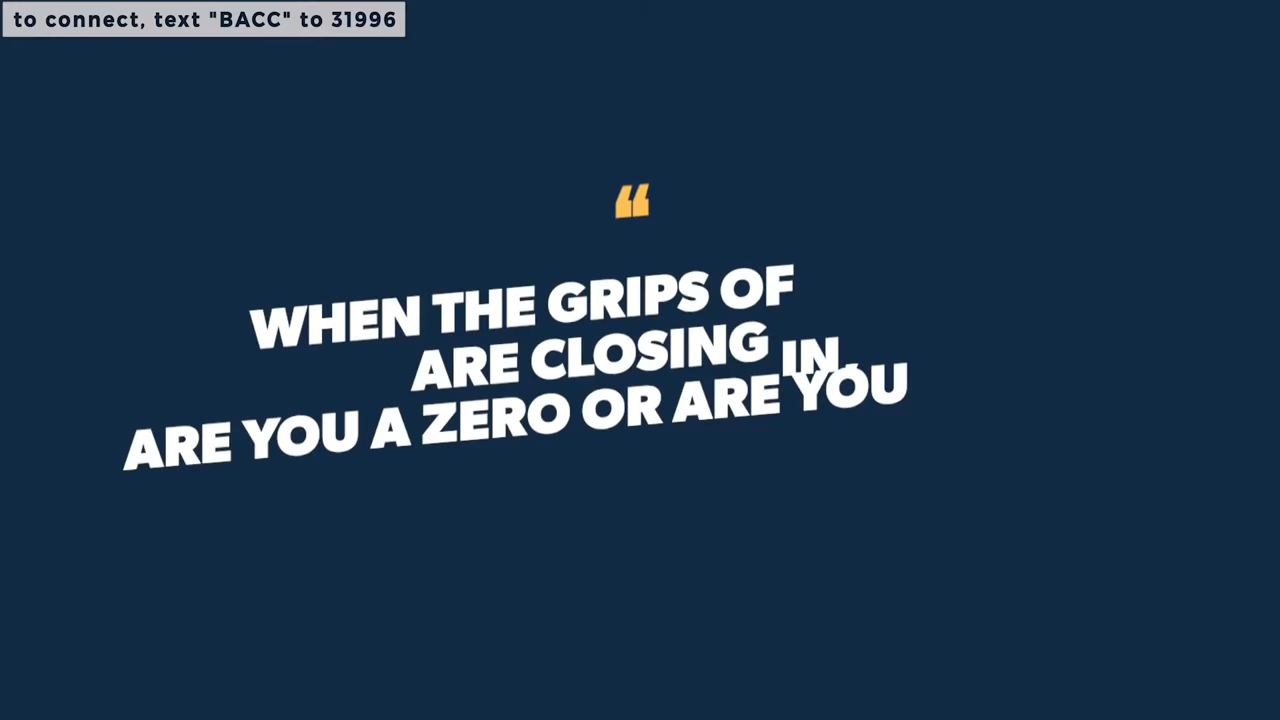 to connect, text "BACC" to 31996
“
WHEN THE GRIPS OF
ARE CLOSING IN,
ARE YOU A ZERO OR ARE YOU